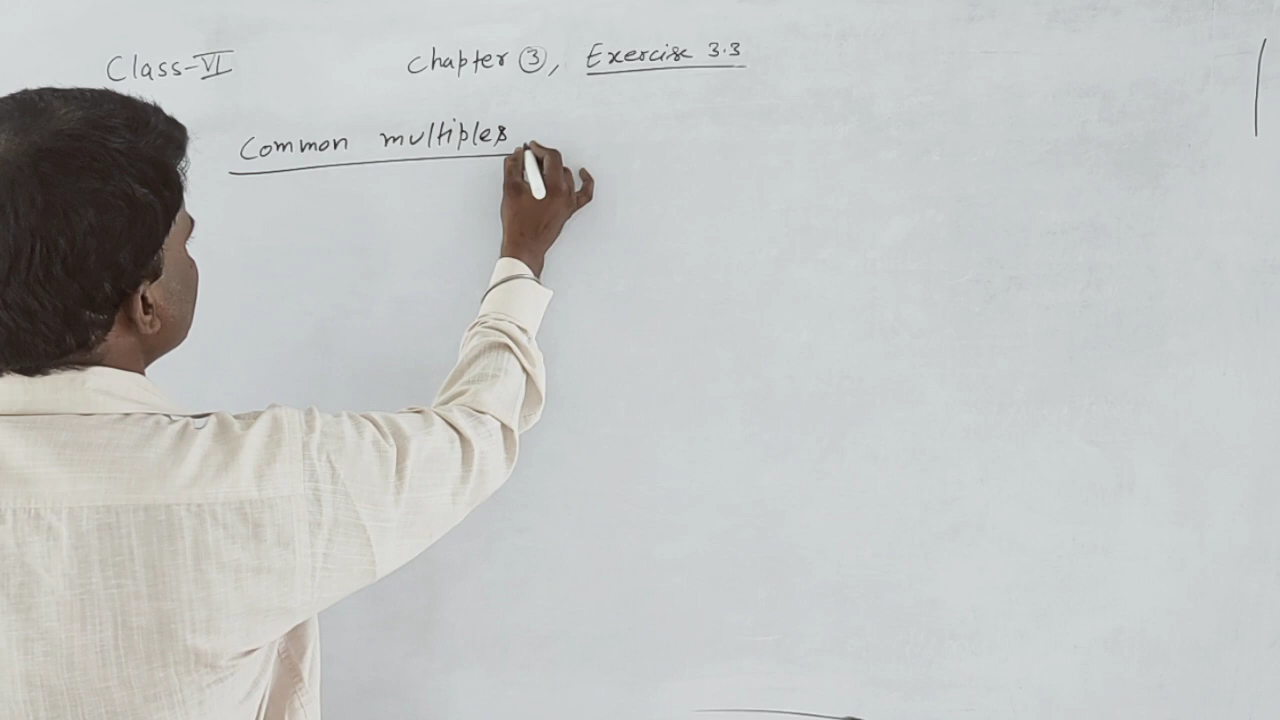 Class-VI Chapter 3, Exercise 3.3
Common multiples